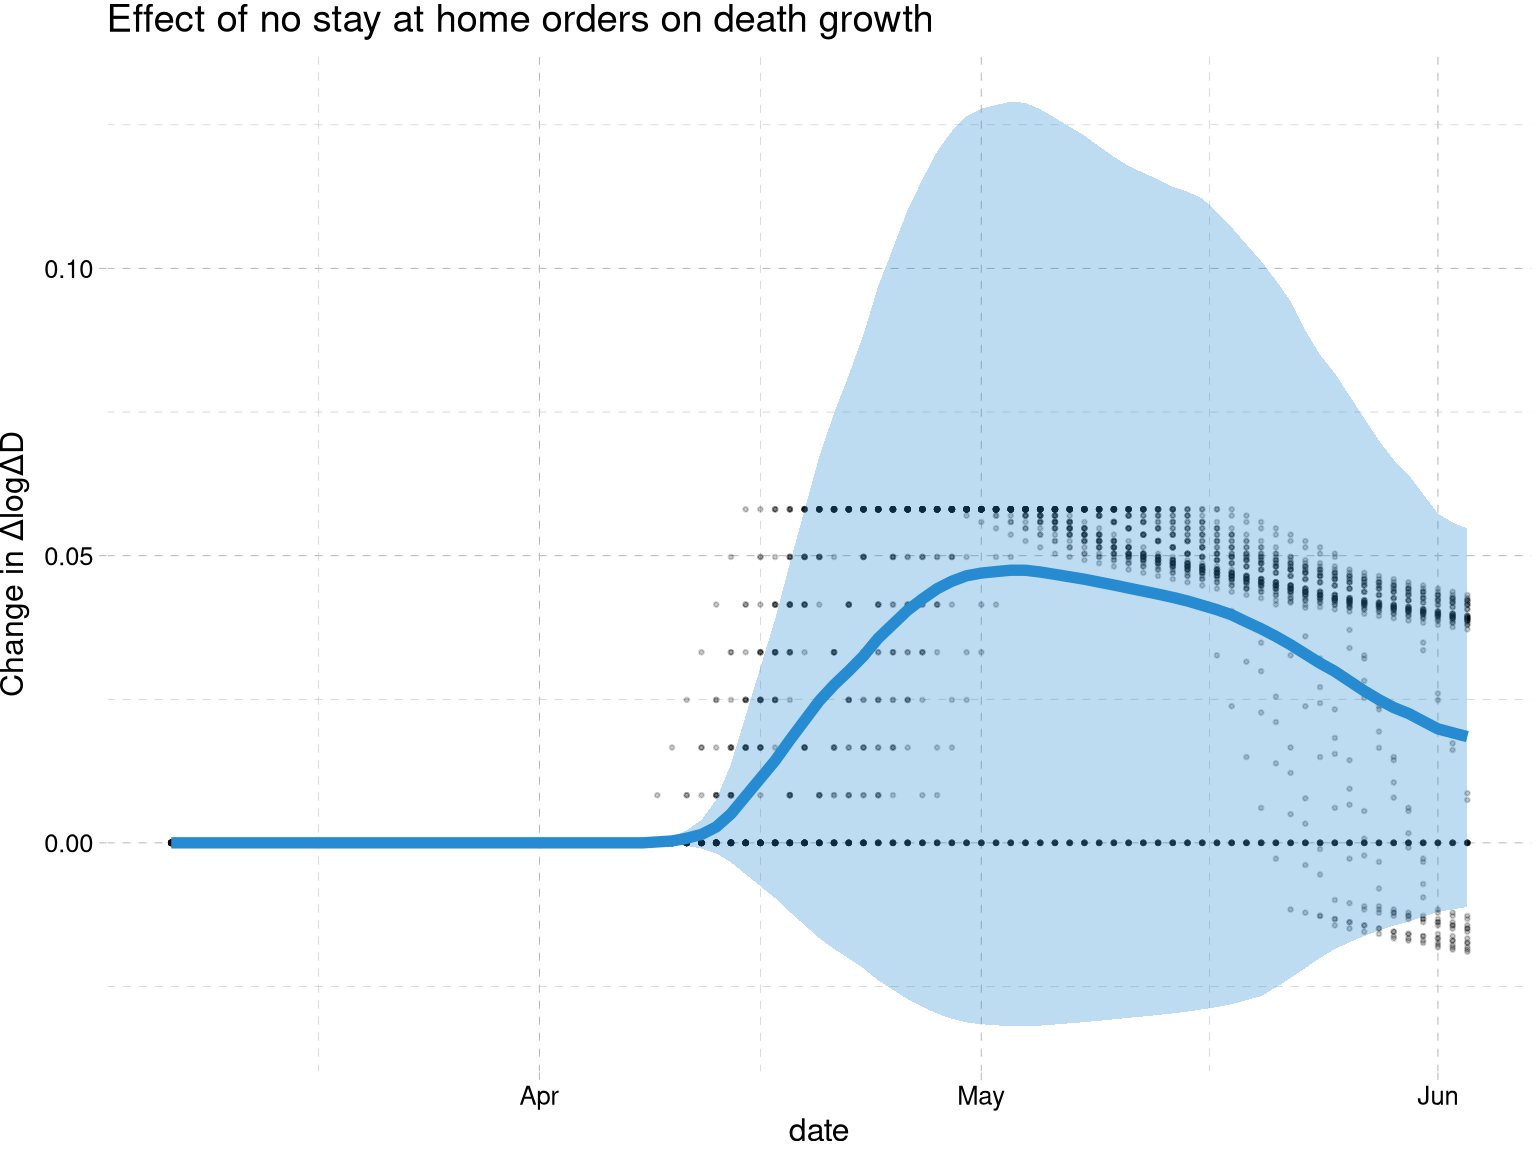 Effect of no stay at home orders on death growth
Change in ΔlogΔD
0.10
0.05
0.00
Apr
May
Jun
date